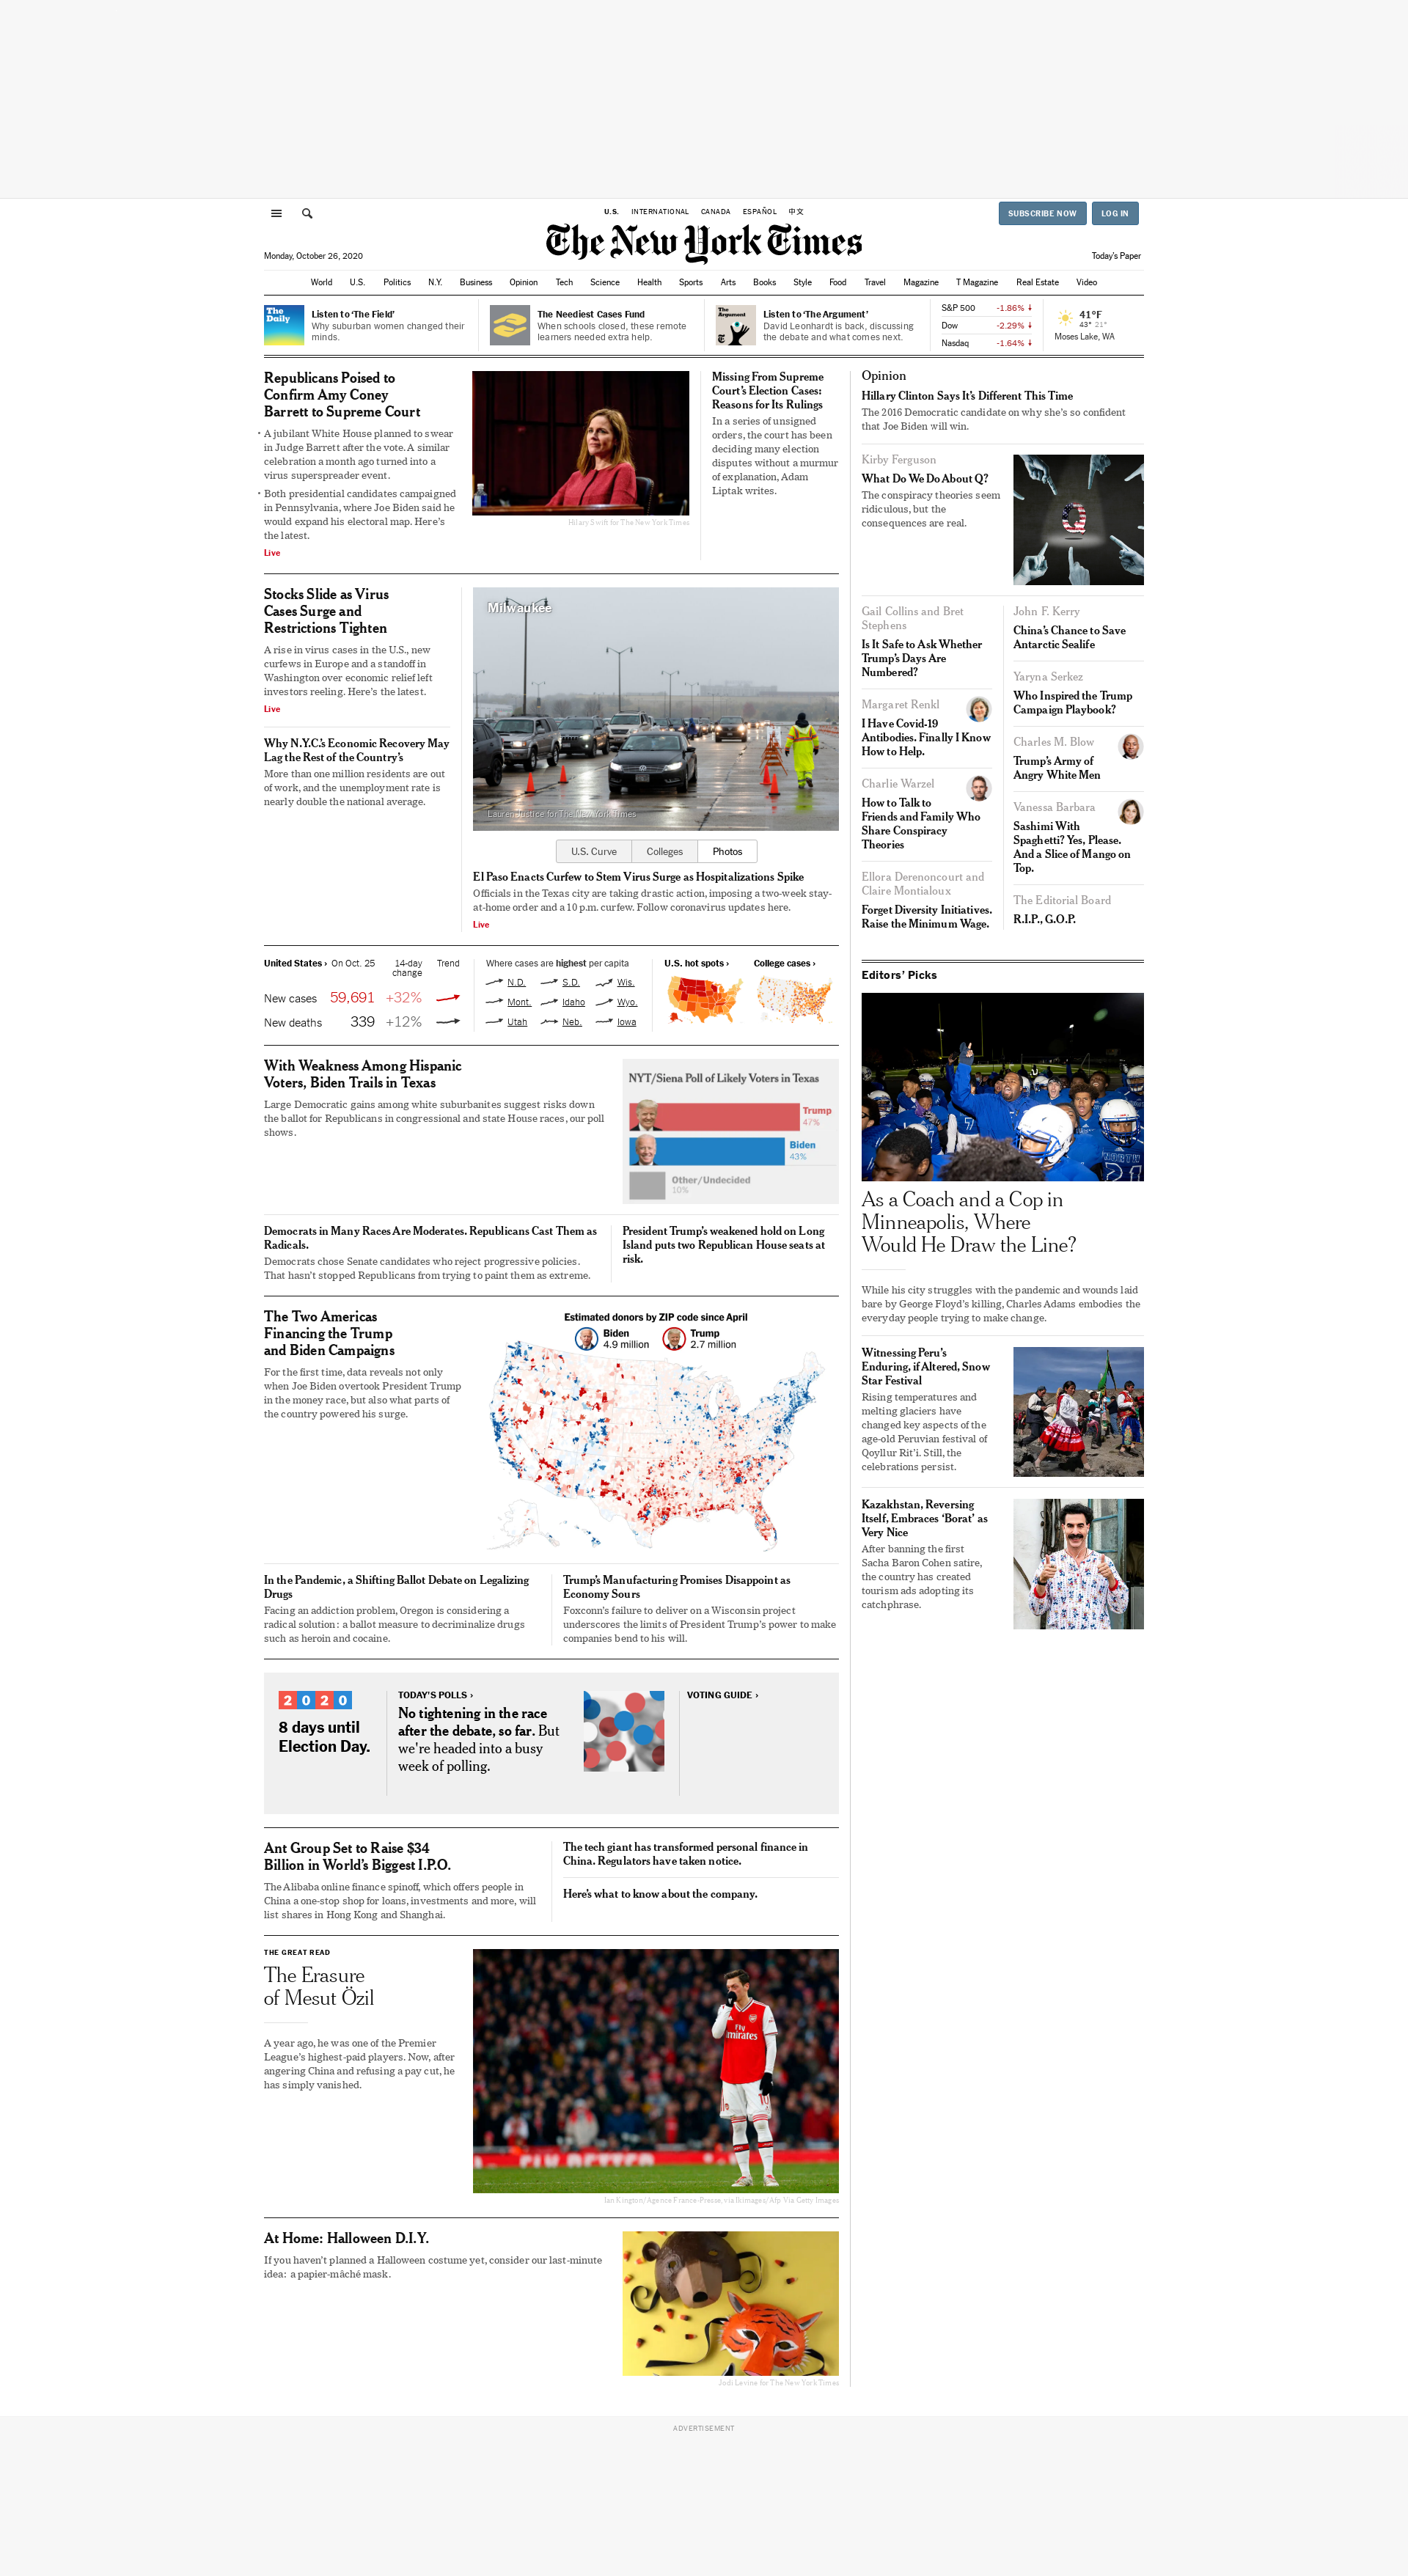 U.S.
INTERNATIONAL
CANADA
ESPAÑOL
中文
SUBSCRIBE NOW
LOG IN
The New York Times
Monday, October 26, 2020
Today's Paper
World
U.S.
Politics
N.Y.
Business
Opinion
Tech
Science
Health
Sports
Arts
Books
Style
Food
Travel
Magazine
T Magazine
Real Estate
Video
The
Daily
Listen to ‘The Field’
Why suburban women changed their
minds.
The Neediest Cases Fund
When schools closed, these remote
learners needed extra help.
The
Argument
Listen to ‘The Argument’
David Leonhardt is back, discussing
the debate and what comes next.
S&P 500 -1.86%
Dow -2.29%
Nasdaq -1.64%
41°F
43° 21°
Moses Lake, WA
Republicans Poised to
Confirm Amy Coney
Barrett to Supreme Court
• A jubilant White House planned to swear
in Judge Barrett after the vote. A similar
celebration a month ago turned into a
virus superspreader event.
• Both presidential candidates campaigned
in Pennsylvania, where Joe Biden said he
would expand his electoral map. Here's
the latest.
Live
Hilary Swift for The New York Times
Missing From Supreme
Court’s Election Cases:
Reasons for Its Rulings
In a series of unsigned
orders, the court has been
deciding many election
disputes without a murmur
of explanation, Adam
Liptak writes.
Stocks Slide as Virus
Cases Surge and
Restrictions Tighten
A rise in virus cases in the U.S., new
curfews in Europe and a standoff in
Washington over economic relief left
investors reeling. Here's the latest.
Live
Why N.Y.C.’s Economic Recovery May
Lag the Rest of the Country’s
More than one million residents are out
of work, and the unemployment rate is
nearly double the national average.
Milwaukee
Lauren Justice for The New York Times
U.S. Curve
Colleges
Photos
El Paso Enacts Curfew to Stem Virus Surge as Hospitalizations Spike
Officials in the Texas city are taking drastic action, imposing a two-week stay-
at-home order and a 10 p.m. curfew. Follow coronavirus updates here.
Live
United States › On Oct. 25 14-day
change Trend
New cases 59,691 +32%
New deaths 339 +12%
Where cases are highest per capita
N.D. S.D. Wis.
Mont. Idaho Wyo.
Utah Neb. Iowa
U.S. hot spots ›
College cases ›
With Weakness Among Hispanic
Voters, Biden Trails in Texas
Large Democratic gains among white suburbanites suggest risks down
the ballot for Republicans in congressional and state House races, our poll
shows.
NYT/Siena Poll of Likely Voters in Texas
Trump
47%
Biden
43%
Other/Undecided
10%
Democrats in Many Races Are Moderates. Republicans Cast Them as
Radicals.
Democrats chose Senate candidates who reject progressive policies.
That hasn't stopped Republicans from trying to paint them as extreme.
President Trump’s weakened hold on Long
Island puts two Republican House seats at
risk.
The Two Americas
Financing the Trump
and Biden Campaigns
For the first time, data reveals not only
when Joe Biden overtook President Trump
in the money race, but also what parts of
the country powered his surge.
Estimated donors by ZIP code since April
Biden
4.9 million
Trump
2.7 million
In the Pandemic, a Shifting Ballot Debate on Legalizing
Drugs
Facing an addiction problem, Oregon is considering a
radical solution: a ballot measure to decriminalize drugs
such as heroin and cocaine.
Trump’s Manufacturing Promises Disappoint as
Economy Sours
Foxconn's failure to deliver on a Wisconsin project
underscores the limits of President Trump's power to make
companies bend to his will.
2020
8 days until
Election Day.
TODAY’S POLLS ›
No tightening in the race
after the debate, so far. But
we're headed into a busy
week of polling.
VOTING GUIDE ›
Ant Group Set to Raise $34
Billion in World’s Biggest I.P.O.
The Alibaba online finance spinoff, which offers people in
China a one-stop shop for loans, investments and more, will
list shares in Hong Kong and Shanghai.
The tech giant has transformed personal finance in
China. Regulators have taken notice.
Here’s what to know about the company.
THE GREAT READ
The Erasure
of Mesut Özil
A year ago, he was one of the Premier
League's highest-paid players. Now, after
angering China and refusing a pay cut, he
has simply vanished.
Fly
Emirates
Ian Kington/Agence France-Presse, via Ikimages/Afp Via Getty Images
At Home: Halloween D.I.Y.
If you haven't planned a Halloween costume yet, consider our last-minute
idea: a papier-mâché mask.
Jodi Levine for The New York Times
Opinion
Hillary Clinton Says It’s Different This Time
The 2016 Democratic candidate on why she's so confident
that Joe Biden will win.
Kirby Ferguson
What Do We Do About Q?
The conspiracy theories seem
ridiculous, but the
consequences are real.
Gail Collins and Bret
Stephens
Is It Safe to Ask Whether
Trump’s Days Are
Numbered?
Margaret Renkl
I Have Covid-19
Antibodies. Finally I Know
How to Help.
Charlie Warzel
How to Talk to
Friends and Family Who
Share Conspiracy
Theories
Ellora Derenoncourt and
Claire Montialoux
Forget Diversity Initiatives.
Raise the Minimum Wage.
John F. Kerry
China’s Chance to Save
Antarctic Sealife
Yaryna Serkez
Who Inspired the Trump
Campaign Playbook?
Charles M. Blow
Trump’s Army of
Angry White Men
Vanessa Barbara
Sashimi With
Spaghetti? Yes, Please.
And a Slice of Mango on
Top.
The Editorial Board
R.I.P., G.O.P.
Editors’ Picks
NORTH
21
As a Coach and a Cop in
Minneapolis, Where
Would He Draw the Line?
While his city struggles with the pandemic and wounds laid
bare by George Floyd's killing, Charles Adams embodies the
everyday people trying to make change.
Witnessing Peru’s
Enduring, if Altered, Snow
Star Festival
Rising temperatures and
melting glaciers have
changed key aspects of the
age-old Peruvian festival of
Qoyllur Rit'i. Still, the
celebrations persist.
Kazakhstan, Reversing
Itself, Embraces ‘Borat’ as
Very Nice
After banning the first
Sacha Baron Cohen satire,
the country has created
tourism ads adopting its
catchphrase.
ADVERTISEMENT